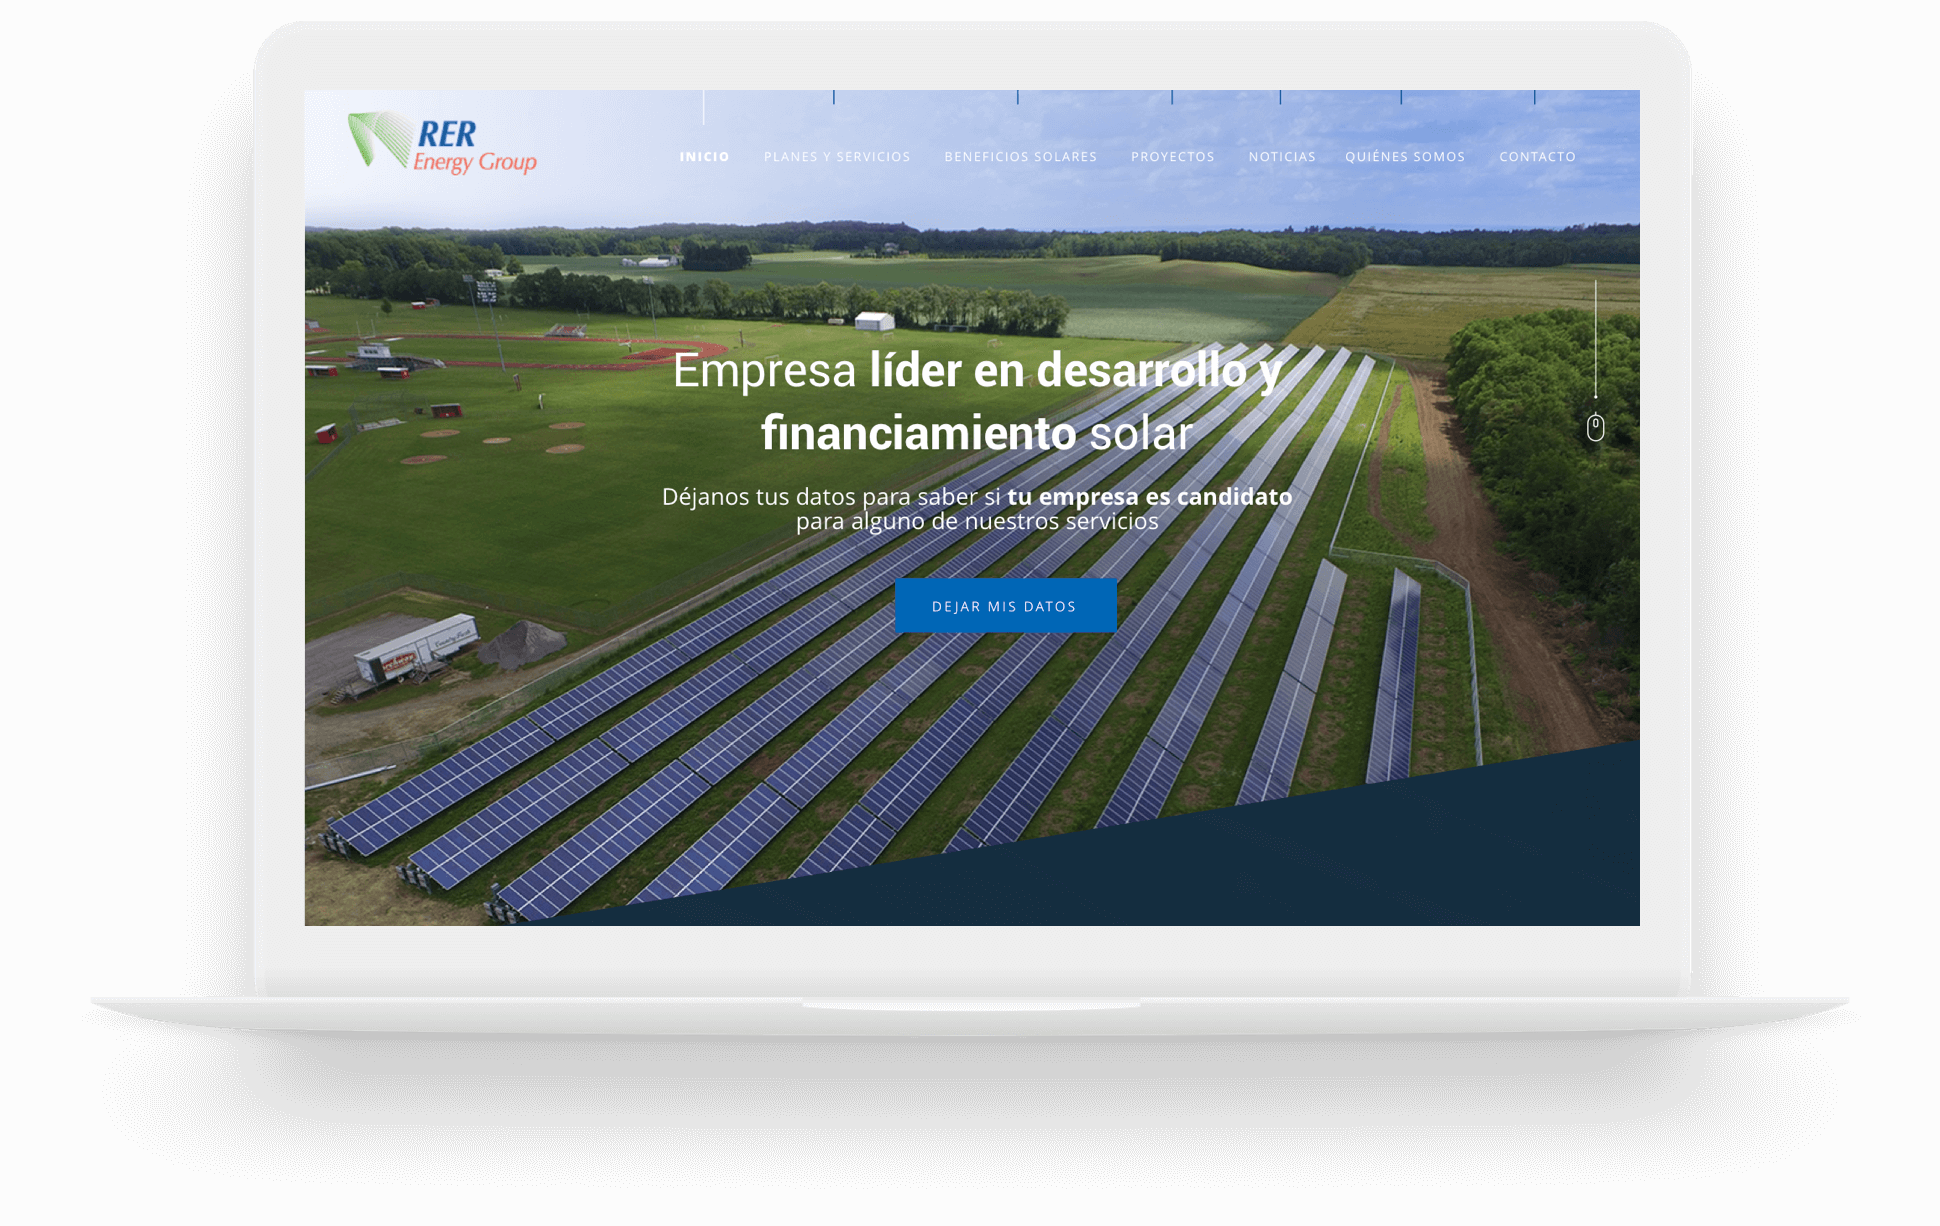 RER
Energy Group
INICIO PLANES Y SERVICIOS BENEFICIOS SOLARES PROYECTOS NOTICIAS QUIÉNES SOMOS CONTACTO
Empresa líder en desarrollo y
financiamiento solar
Déjanos tus datos para saber si tu empresa es candidato
para alguno de nuestros servicios
DEJAR MIS DATOS